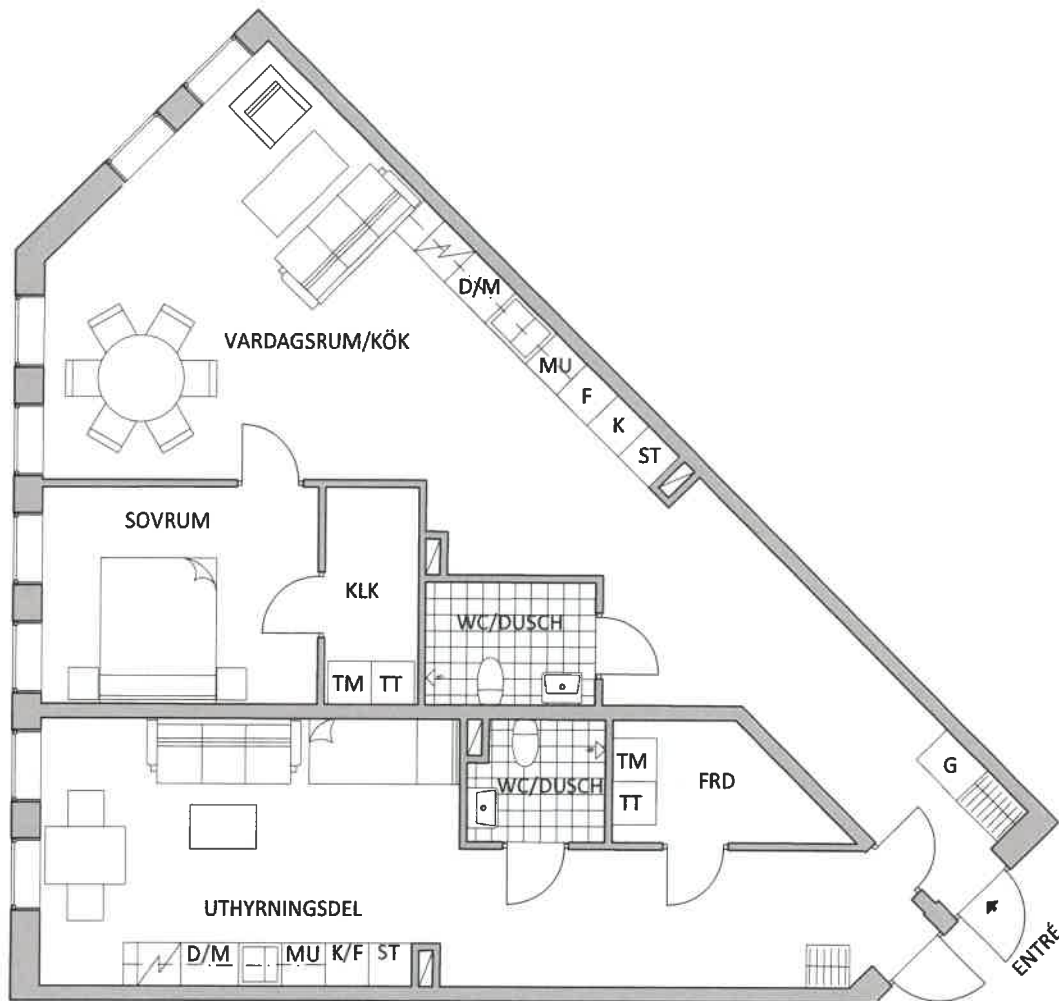 D/M
VARDAGSRUM/KÖK
MU
F
K
ST
SOVRUM
KLK
WC/DUSCH
TM TT
G
TM
FRD
WC/DUSCH
TT
UTHYRNINGSDEL
D/M MU K/F ST
ENTRÉ